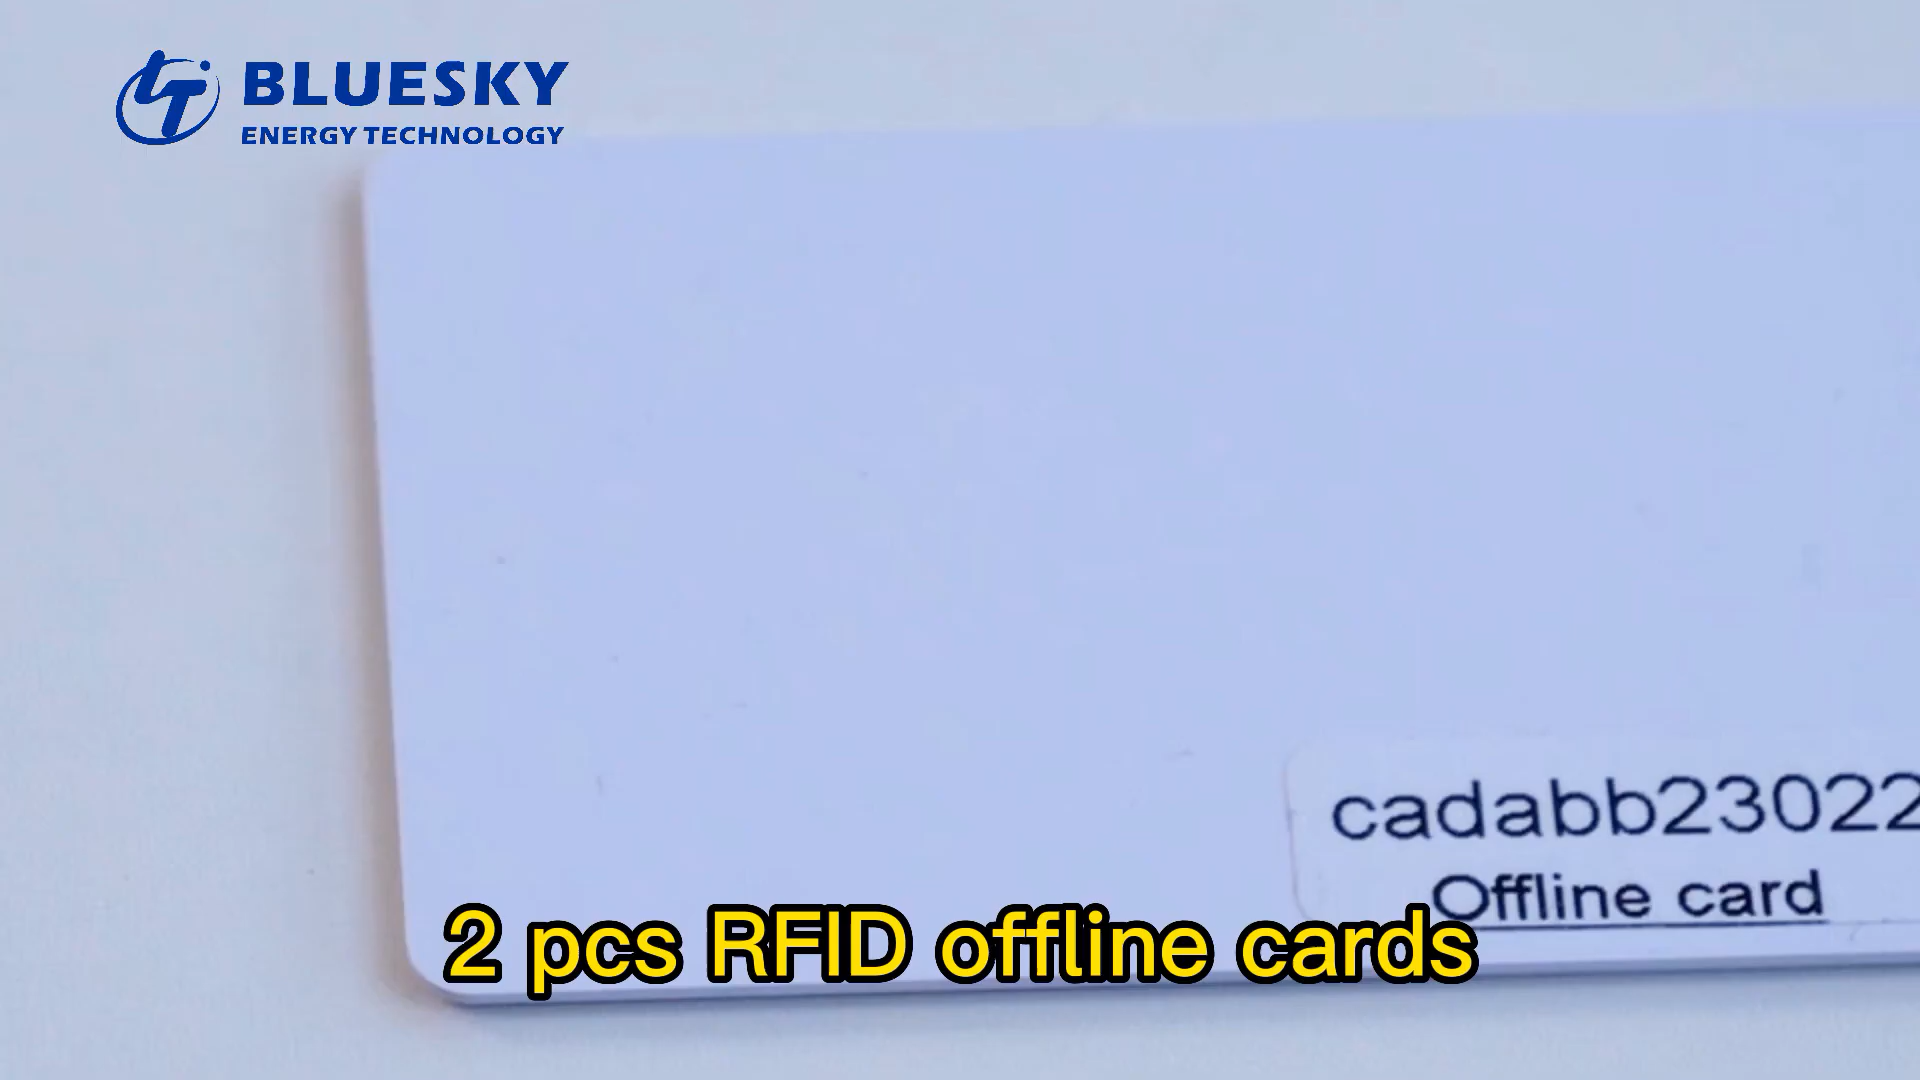 BLUESKY
ENERGY TECHNOLOGY
cadabb23022
Offline card
2 pcs RFID offline cards